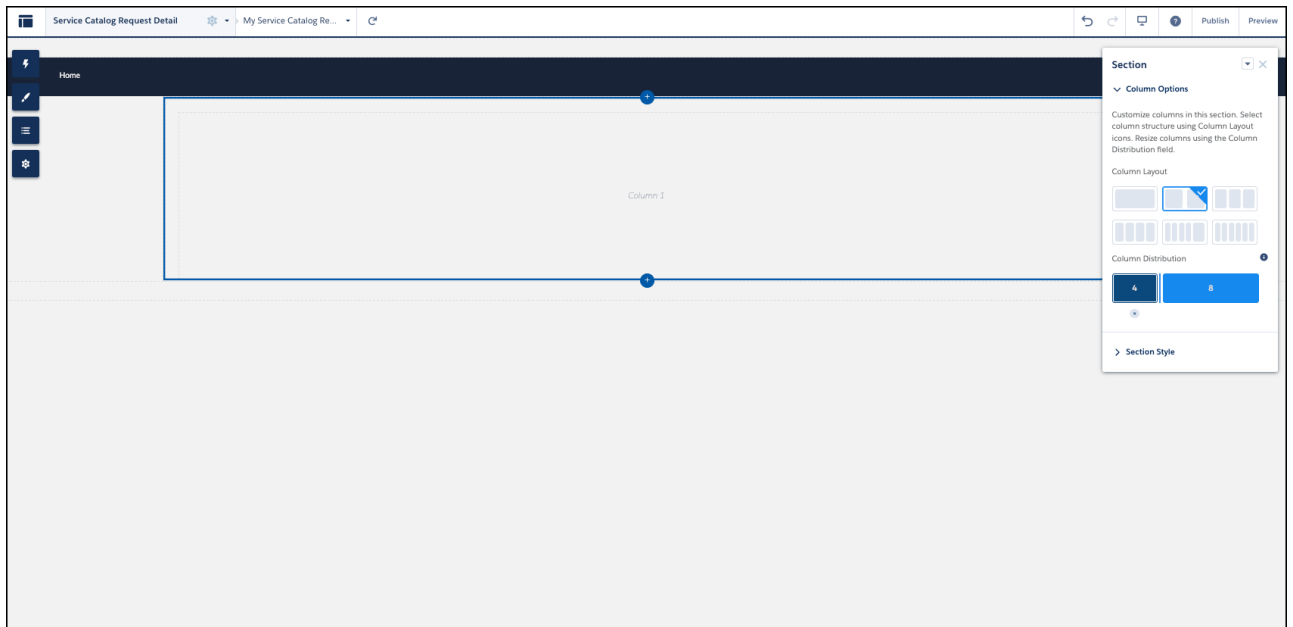 Service Catalog Request Detail
My Service Catalog Re...
Publish
Preview
Home
Column 1
Section
Column Options
Customize columns in this section. Select
column structure using Column Layout
icons. Resize columns using the Column
Distribution field.
Column Layout
Column Distribution
4
8
Section Style